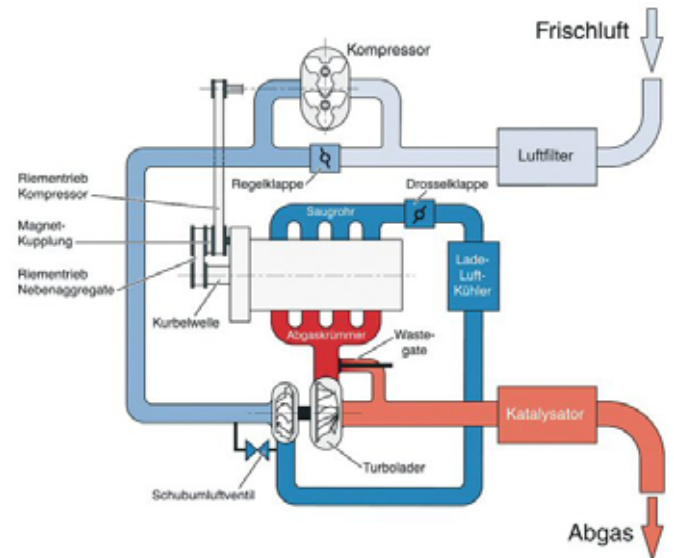 Kompressor
Frischluft
Luftfilter
Riementrieb
Kompressor
Regelklappe
Drosselklappe
Saugrohr
Magnet-
Kupplung
Lade-
Luft-
Kühler
Riementrieb
Nebenaggregate
Kurbelwelle
Abgaskrümmer
Waste-
gate
Katalysator
Turbolader
Schubumluftventil
Abgas